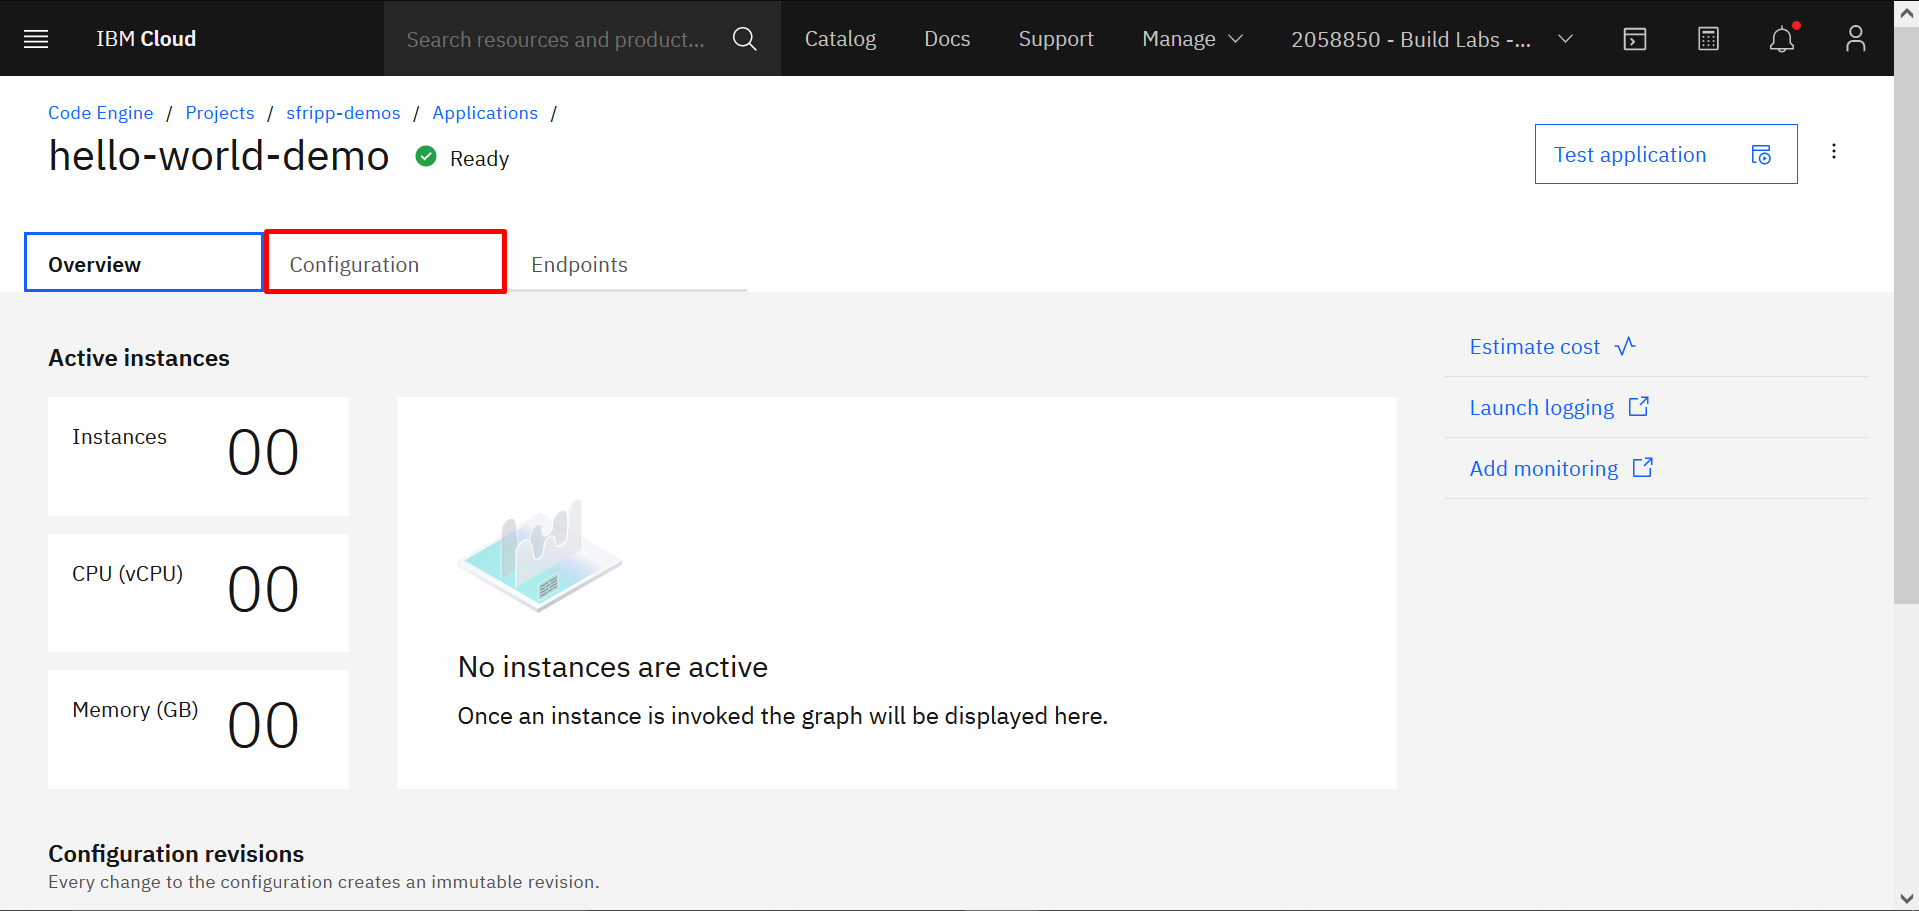 IBM Cloud
Search resources and product...
Catalog
Docs
Support
Manage
2058850 - Build Labs -...
Code Engine / Projects / sfripp-demos / Applications /
hello-world-demo
Ready
Test application
Overview
Configuration
Endpoints
Active instances
Instances
00
CPU (vCPU)
00
Memory (GB)
00
No instances are active
Once an instance is invoked the graph will be displayed here.
Estimate cost
Launch logging
Add monitoring
Configuration revisions
Every change to the configuration creates an immutable revision.